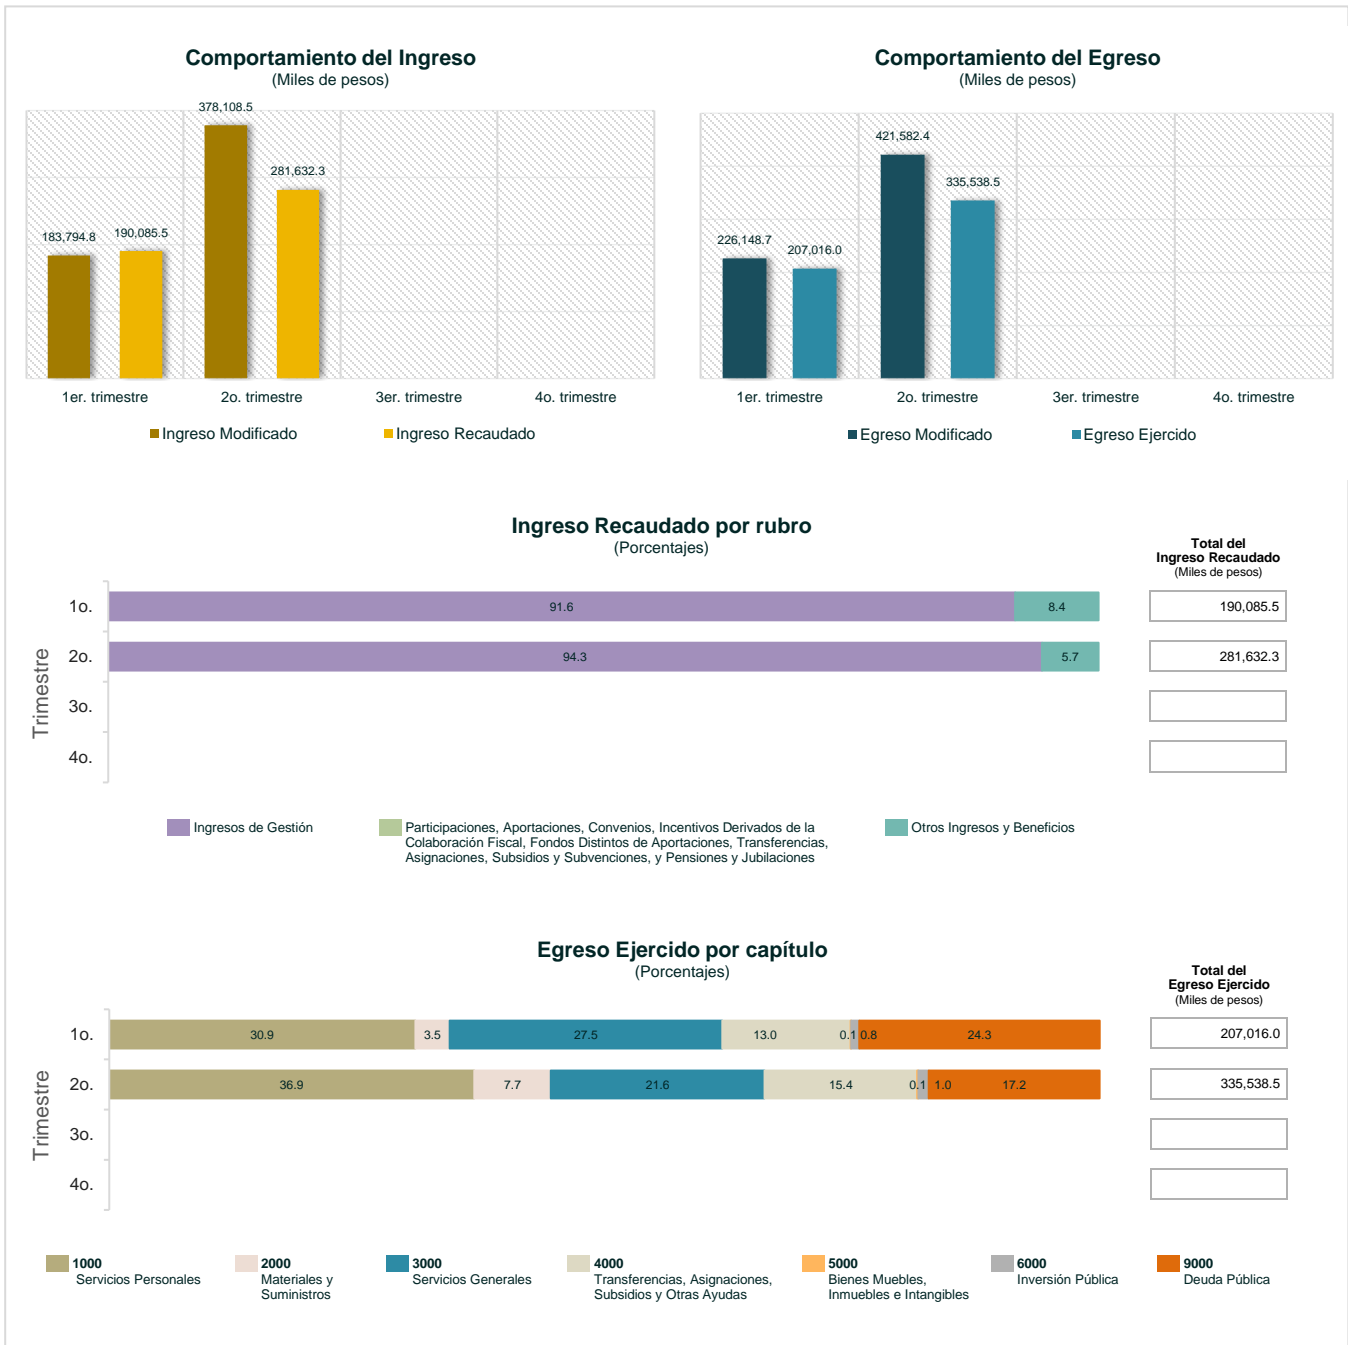 Comportamiento del Ingreso
(Miles de pesos)
378,108.5
281,632.3
183,794.8
190,085.5
1er. trimestre
2o. trimestre
3er. trimestre
4o. trimestre
Ingreso Modificado
Ingreso Recaudado
Comportamiento del Egreso
(Miles de pesos)
421,582.4
335,538.5
226,148.7
207,016.0
1er. trimestre
2o. trimestre
3er. trimestre
4o. trimestre
Egreso Modificado
Egreso Ejercido
Ingreso Recaudado por rubro
(Porcentajes)
Total del
Ingreso Recaudado
(Miles de pesos)
Trimestre
1o.
91.6
8.4
190,085.5
2o.
94.3
5.7
281,632.3
3o.
4o.
Ingresos de Gestión
Participaciones, Aportaciones, Convenios, Incentivos Derivados de la
Colaboración Fiscal, Fondos Distintos de Aportaciones, Transferencias,
Asignaciones, Subsidios y Subvenciones, y Pensiones y Jubilaciones
Otros Ingresos y Beneficios
Egreso Ejercido por capítulo
(Porcentajes)
Total del
Egreso Ejercido
(Miles de pesos)
Trimestre
1o.
30.9
3.5
27.5
13.0
0.1
0.8
24.3
207,016.0
2o.
36.9
7.7
21.6
15.4
0.1
1.0
17.2
335,538.5
3o.
4o.
1000
Servicios Personales
2000
Materiales y
Suministros
3000
Servicios Generales
4000
Transferencias, Asignaciones,
Subsidios y Otras Ayudas
5000
Bienes Muebles,
Inmuebles e Intangibles
6000
Inversión Pública
9000
Deuda Pública